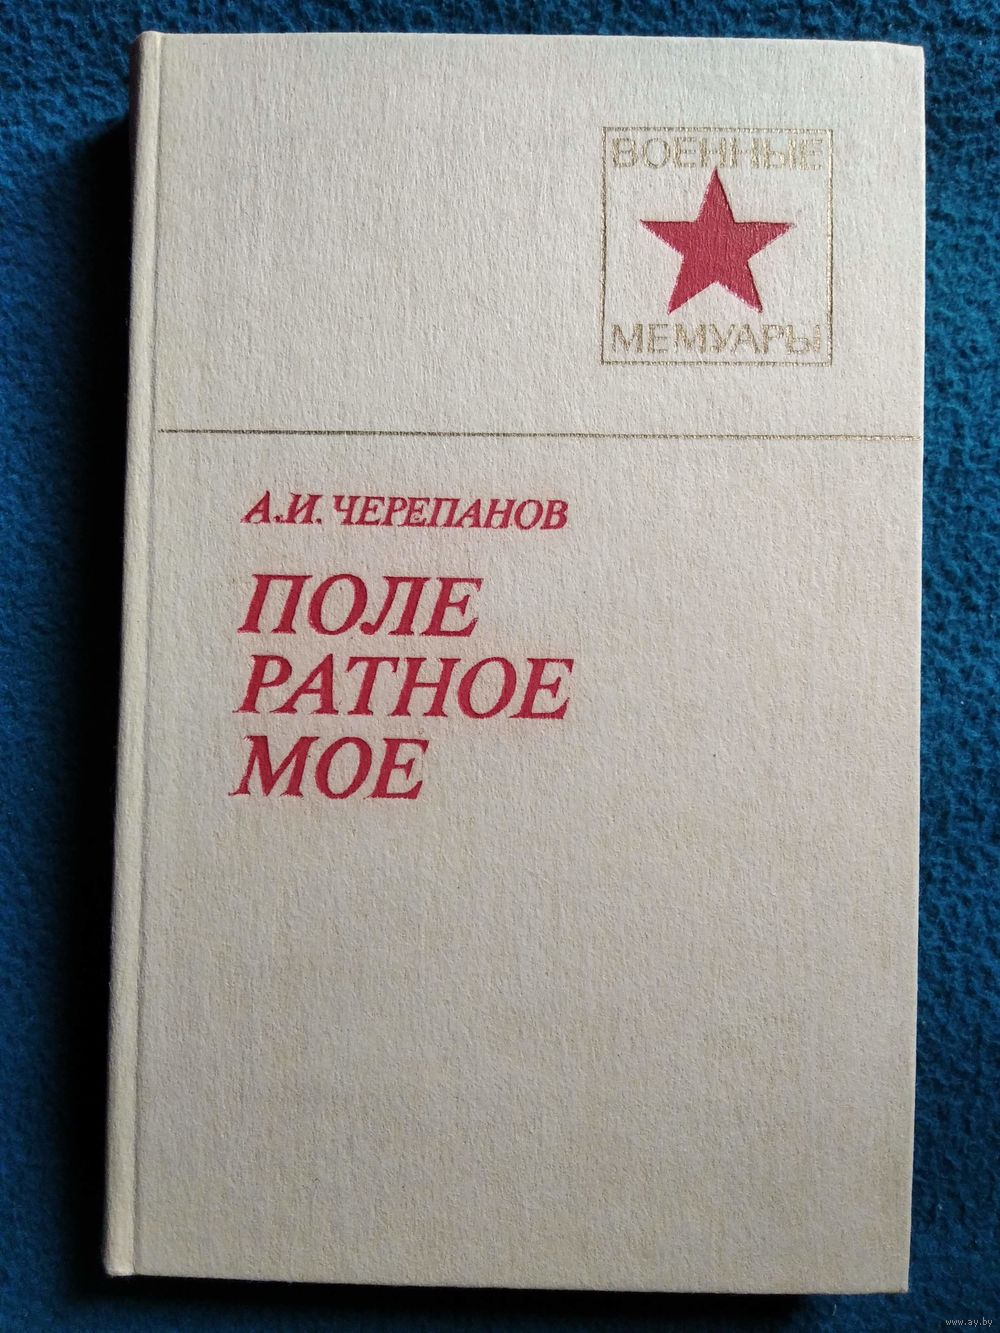 ВОЕННЫЕ
МЕМУАРЫ
А.И. ЧЕРЕПАНОВ
ПОЛЕ
РАТНОЕ
МОЕ
www.ay.by